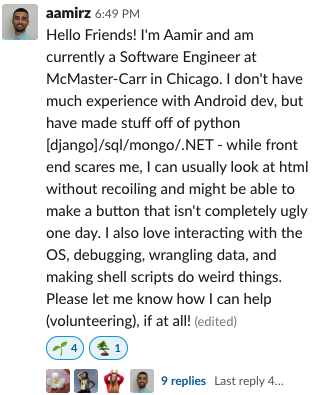 aamirz 6:49 PM
Hello Friends! I'm Aamir and am
currently a Software Engineer at
McMaster-Carr in Chicago. I don't have
much experience with Android dev, but
have made stuff off of python
[django]/sql/mongo/.NET - while front
end scares me, I can usually look at html
without recoiling and might be able to
make a button that isn't completely ugly
one day. I also love interacting with the
OS, debugging, wrangling data, and
making shell scripts do weird things.
Please let me know how I can help
(volunteering), if at all! (edited)
4 1
9 replies Last reply 4...